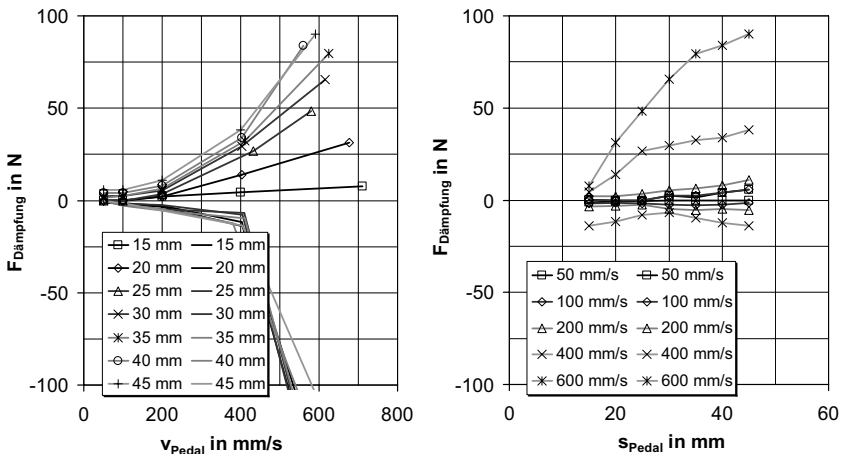 100
50
0
-50
-100
F_Dämpfung in N
15 mm 15 mm
20 mm 20 mm
25 mm 25 mm
30 mm 30 mm
35 mm 35 mm
40 mm 40 mm
45 mm 45 mm
0 200 400 600 800
v_Pedal in mm/s
100
50
0
-50
-100
F_Dämpfung in N
50 mm/s 50 mm/s
100 mm/s 100 mm/s
200 mm/s 200 mm/s
400 mm/s 400 mm/s
600 mm/s 600 mm/s
0 20 40 60
s_Pedal in mm